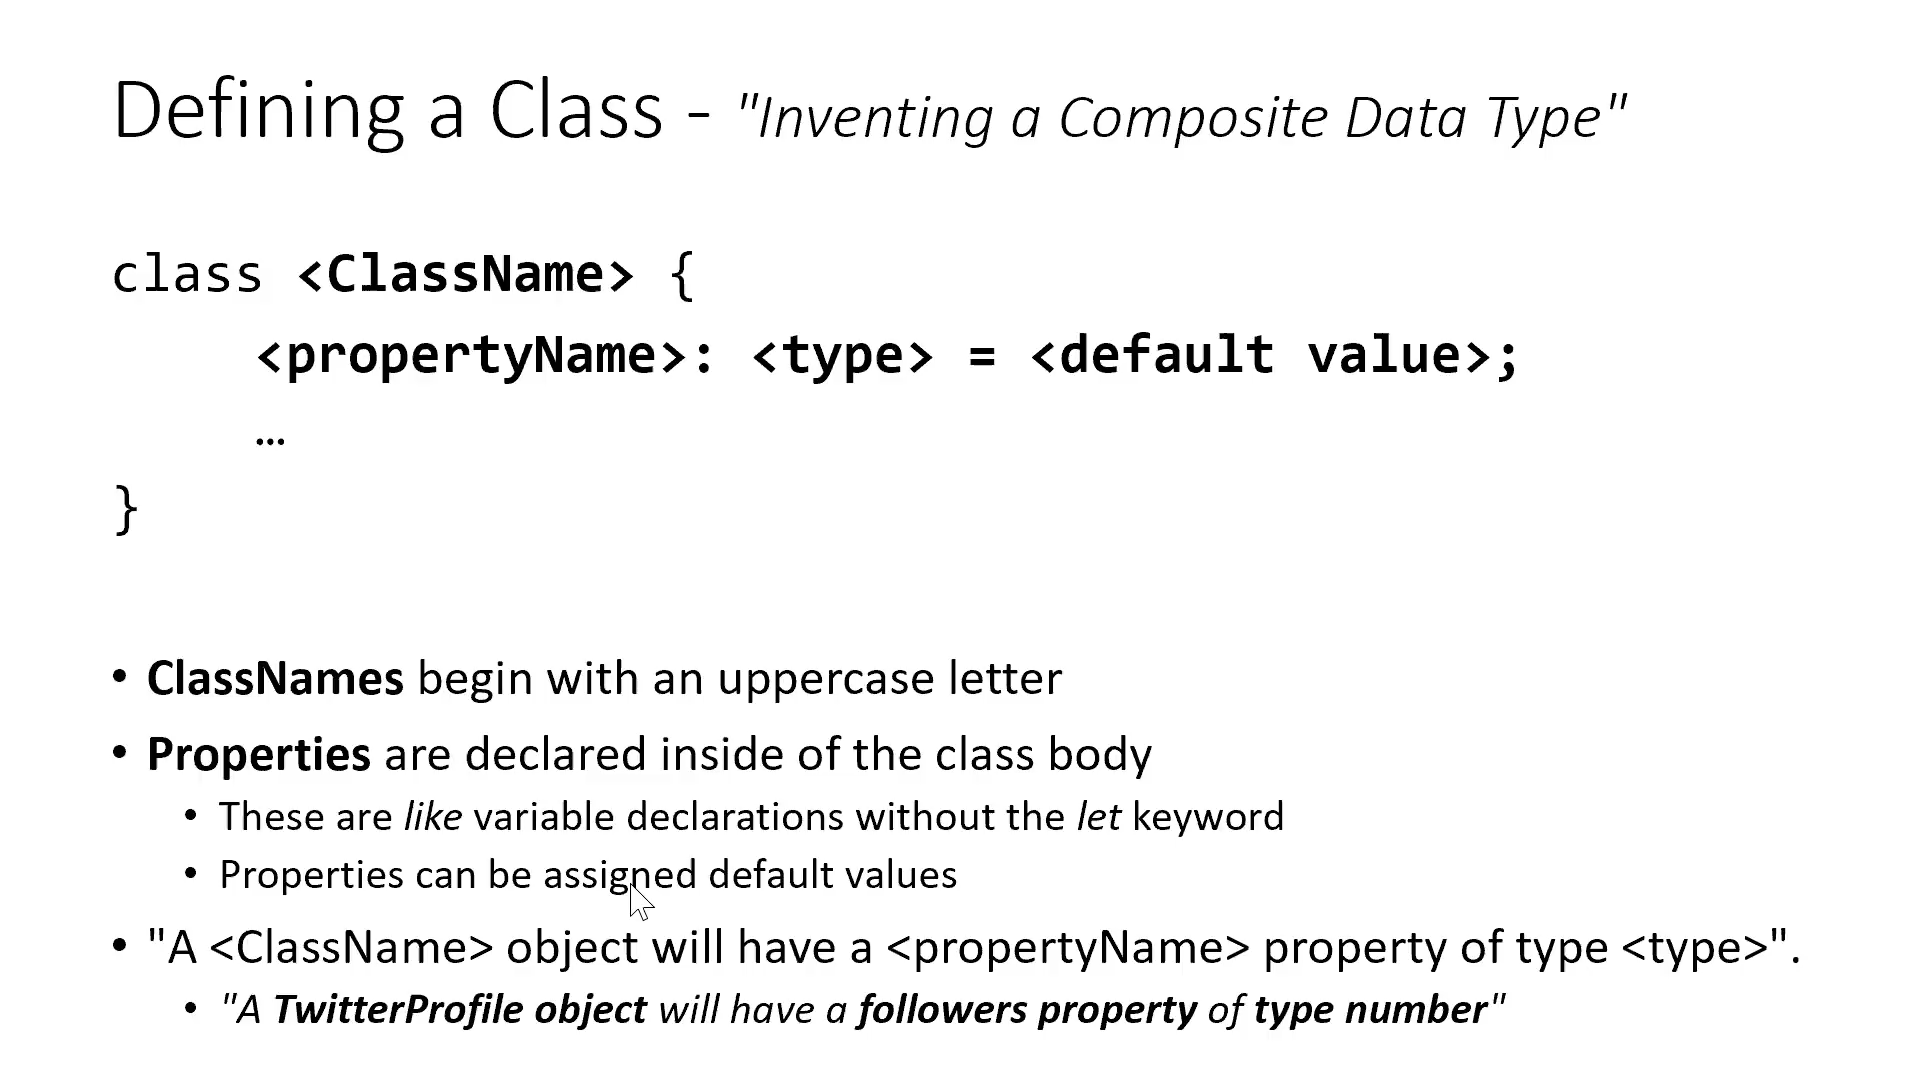 Defining a Class - "Inventing a Composite Data Type"
class <ClassName> {
<propertyName>: <type> = <default value>;
…
}
• ClassNames begin with an uppercase letter
• Properties are declared inside of the class body
• These are like variable declarations without the let keyword
• Properties can be assigned default values
• "A <ClassName> object will have a <propertyName> property of type <type>".
• "A TwitterProfile object will have a followers property of type number"